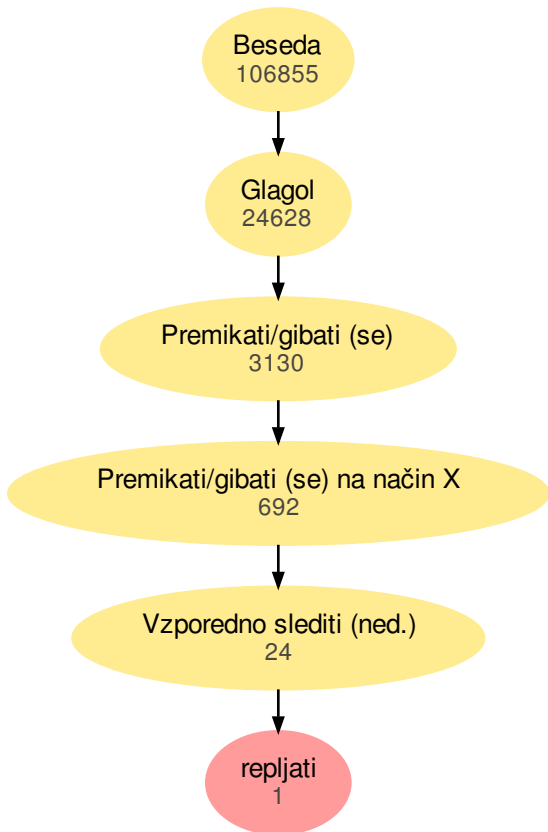 Beseda
106855
Glagol
24628
Premikati/gibati (se)
3130
Premikati/gibati (se) na način X
692
Vzporedno slediti (ned.)
24
repljati
1